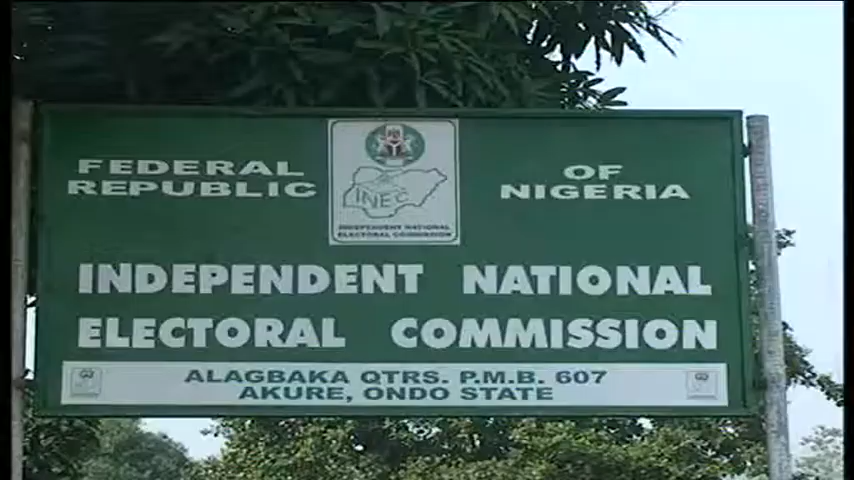 FEDERAL REPUBLIC
OF NIGERIA
INEC
INDEPENDENT NATIONAL
ELECTORAL COMMISSION
INDEPENDENT NATIONAL
ELECTORAL COMMISSION
ALAGBAKA QTRS. P.M.B. 607
AKURE, ONDO STATE